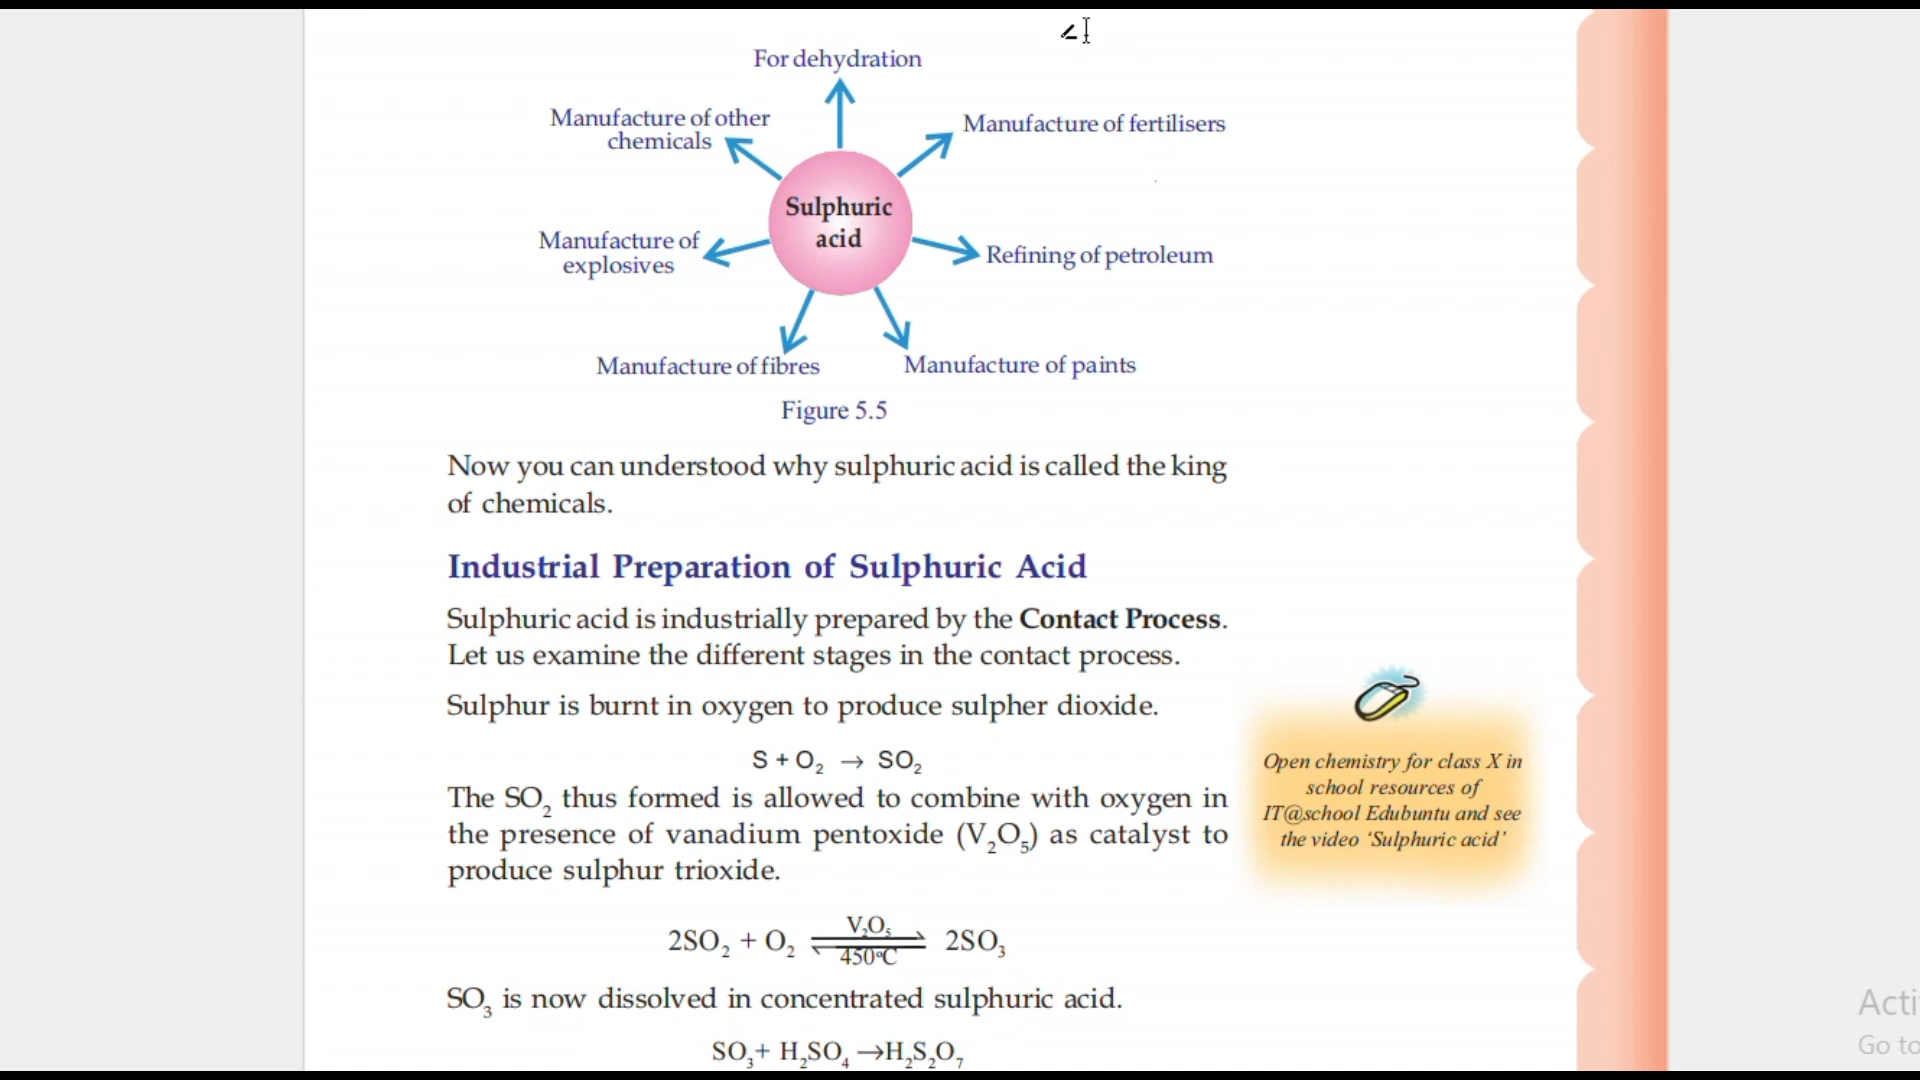 For dehydration
Manufacture of other
chemicals
Manufacture of fertilisers
Sulphuric
acid
Manufacture of
explosives
Refining of petroleum
Manufacture of fibres
Manufacture of paints
Figure 5.5
Now you can understood why sulphuric acid is called the king
of chemicals.
Industrial Preparation of Sulphuric Acid
Sulphuric acid is industrially prepared by the Contact Process.
Let us examine the different stages in the contact process.
Sulphur is burnt in oxygen to produce sulpher dioxide.
S + O₂ → SO₂
The SO₂ thus formed is allowed to combine with oxygen in
the presence of vanadium pentoxide (V₂O₅) as catalyst to
produce sulphur trioxide.
V₂O₅
2SO₂ + O₂ ⇌ 2SO₃
450°C
SO₃ is now dissolved in concentrated sulphuric acid.
SO₃+ H₂SO₄ →H₂S₂O₇
Open chemistry for class X in
school resources of
IT@school Edubuntu and see
the video ‘Sulphuric acid’
Go to